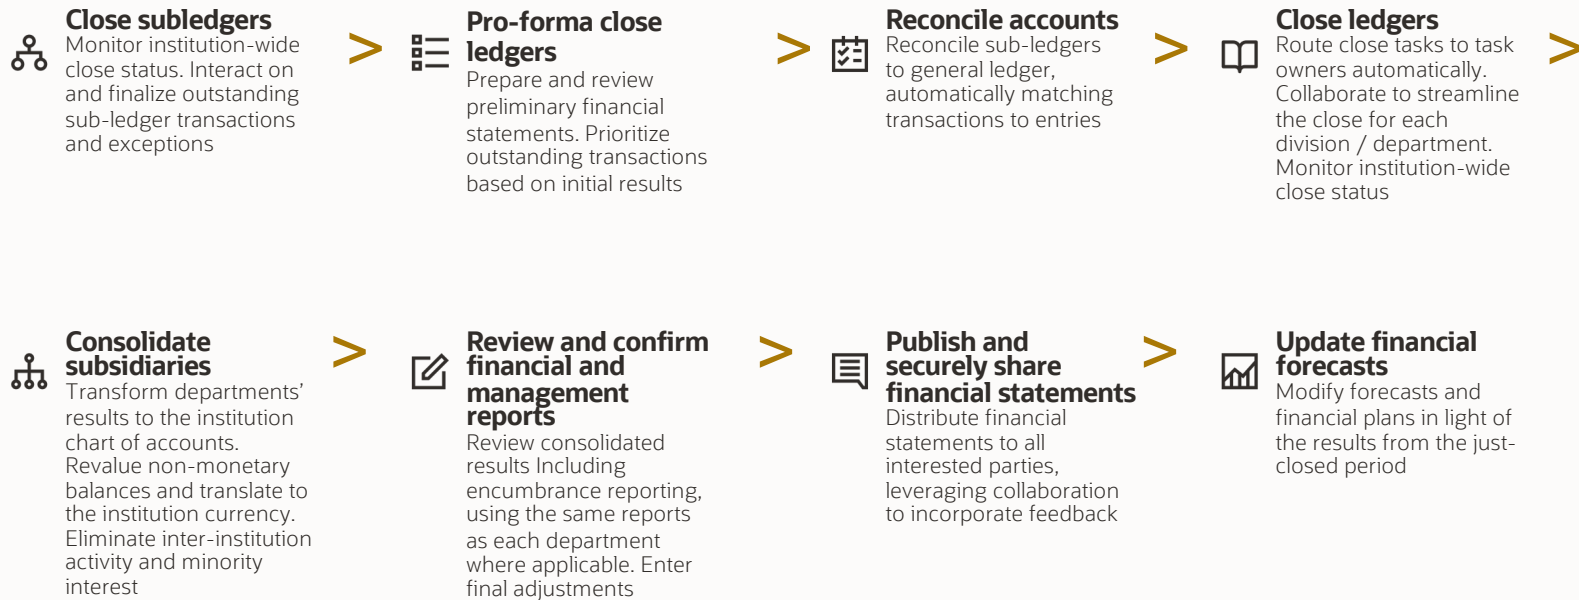 Close subledgers
Monitor institution-wide
close status. Interact on
and finalize outstanding
sub-ledger transactions
and exceptions
>
Pro-forma close
ledgers
Prepare and review
preliminary financial
statements. Prioritize
outstanding transactions
based on initial results
>
Reconcile accounts
Reconcile sub-ledgers
to general ledger,
automatically matching
transactions to entries
>
Close ledgers
Route close tasks to task
owners automatically.
Collaborate to streamline
the close for each
division / department.
Monitor institution-wide
close status
>
Consolidate
subsidiaries
Transform departments’
results to the institution
chart of accounts.
Revalue non-monetary
balances and translate to
the institution currency.
Eliminate inter-institution
activity and minority
interest
>
Review and confirm
financial and
management
reports
Review consolidated
results Including
encumbrance reporting,
using the same reports
as each department
where applicable. Enter
final adjustments
>
Publish and
securely share
financial statements
Distribute financial
statements to all
interested parties,
leveraging collaboration
to incorporate feedback
>
Update financial
forecasts
Modify forecasts and
financial plans in light of
the results from the just-
closed period